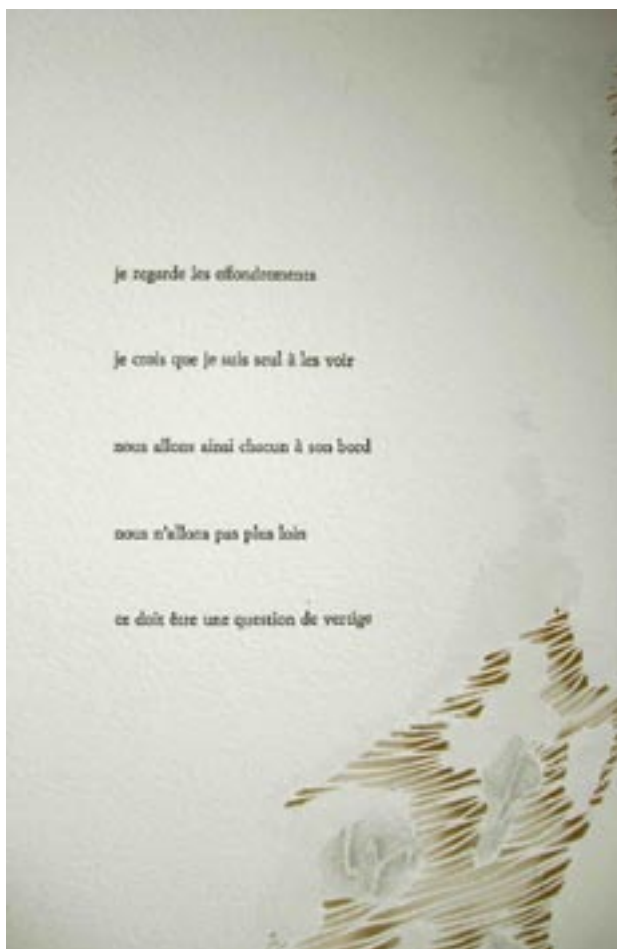 je regarde les effondrements
je crois que je suis seul à les voir
nous allons ainsi chacun à son bord
nous n'allons pas plus loin
ce doit être une question de vertige